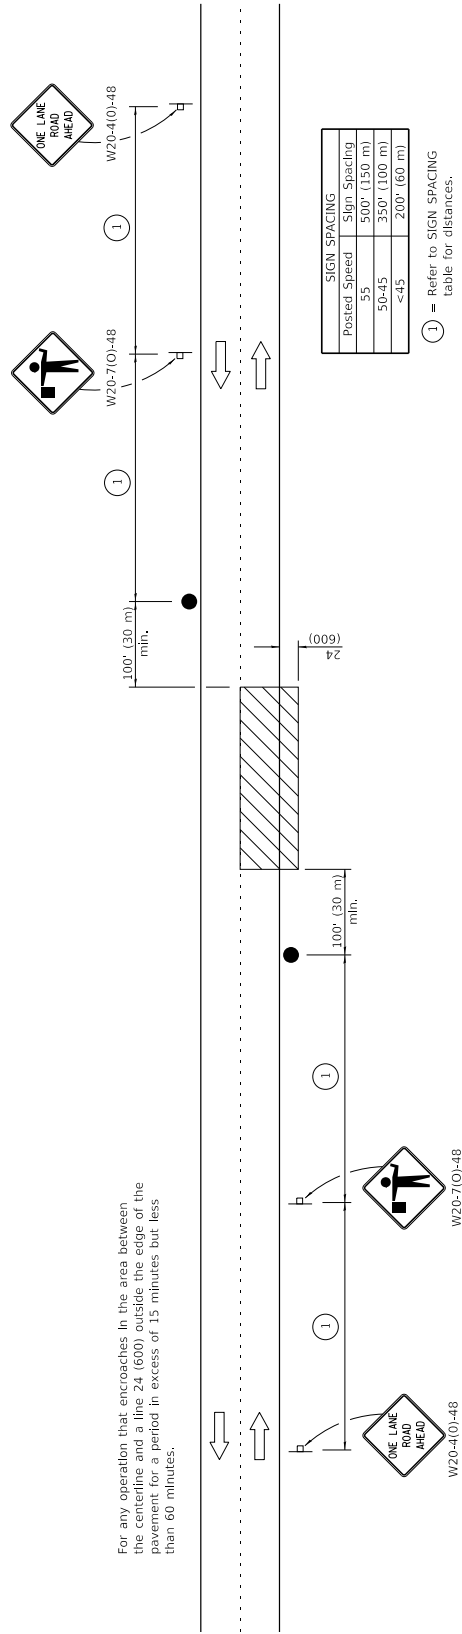 For any operation that encroaches in the area between
the centerline and a line 24 (600) outside the edge of the
pavement for a period in excess of 15 minutes but less
than 60 minutes.
100' (30 m)
min.
1
W20-7(O)-48
1
ONE LANE
ROAD
AHEAD
W20-4(O)-48
ONE LANE
ROAD
AHEAD
W20-4(O)-48
1
W20-7(O)-48
1
100' (30 m)
min.
24
(600)
SIGN SPACING
Posted Speed Sign Spacing
55 500' (150 m)
50-45 350' (100 m)
<45 200' (60 m)
1 = Refer to SIGN SPACING
table for distances.